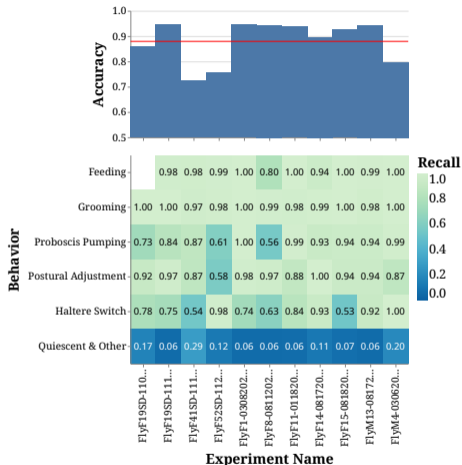 Accuracy
1.0
0.9
0.8
0.7
0.6
0.5
Behavior
Feeding 0.98 0.98 0.99 1.00 0.80 1.00 0.94 1.00 0.99 1.00
Grooming 1.00 1.00 0.97 0.98 1.00 0.99 0.98 0.99 1.00 0.98 1.00
Proboscis Pumping 0.73 0.84 0.87 0.61 1.00 0.56 0.99 0.93 0.94 0.94 0.99
Postural Adjustment 0.92 0.97 0.87 0.58 0.98 0.97 0.88 1.00 0.94 0.94 0.87
Haltere Switch 0.78 0.75 0.54 0.98 0.74 0.63 0.84 0.93 0.53 0.92 1.00
Quiescent & Other 0.17 0.06 0.29 0.12 0.06 0.06 0.06 0.11 0.07 0.06 0.20
FlyF19SD-110...
FlyF19SD-111...
FlyF41SD-111...
FlyF52SD-112...
FlyF1-0308202...
FlyF8-0811202...
FlyF11-011820...
FlyF14-081720...
FlyF15-081820...
FlyM13-08172...
FlyM4-030620...
Experiment Name
Recall
1.0
0.8
0.6
0.4
0.2
0.0